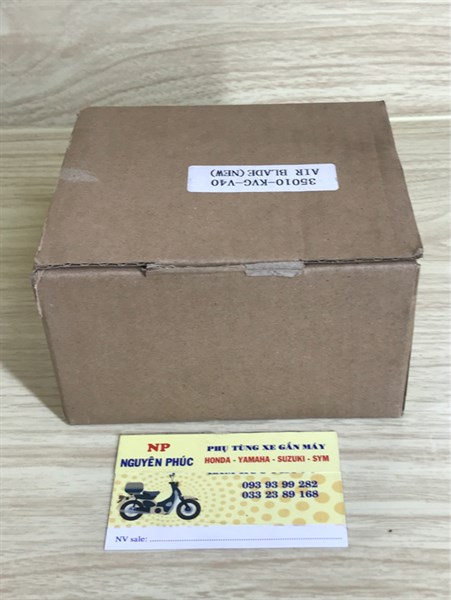 35010-KVG-V40
AIR BLADE(NEW)
NP
NGUYÊN PHÚC
PHỤ TÙNG XE GẮN MÁY
HONDA - YAMAHA - SUZUKI - SYM
093 93 99 282
033 23 89 168
NV sale: